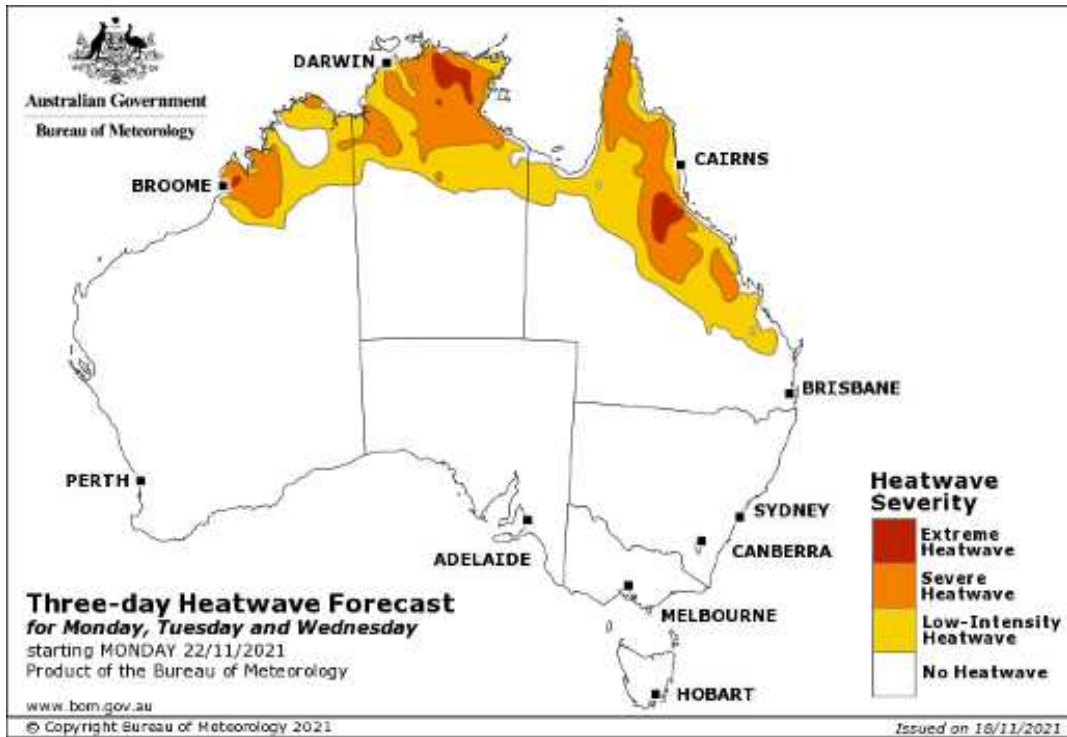 Australian Government
Bureau of Meteorology
DARWIN
CAIRNS
BROOME
BRISBANE
PERTH
SYDNEY
ADELAIDE
CANBERRA
MELBOURNE
HOBART
Heatwave
Severity
Extreme
Heatwave
Severe
Heatwave
Low-Intensity
Heatwave
No Heatwave
Three-day Heatwave Forecast
for Monday, Tuesday and Wednesday
starting MONDAY 22/11/2021
Product of the Bureau of Meteorology
www.bom.gov.au
© Copyright Bureau of Meteorology 2021
Issued on 18/11/2021